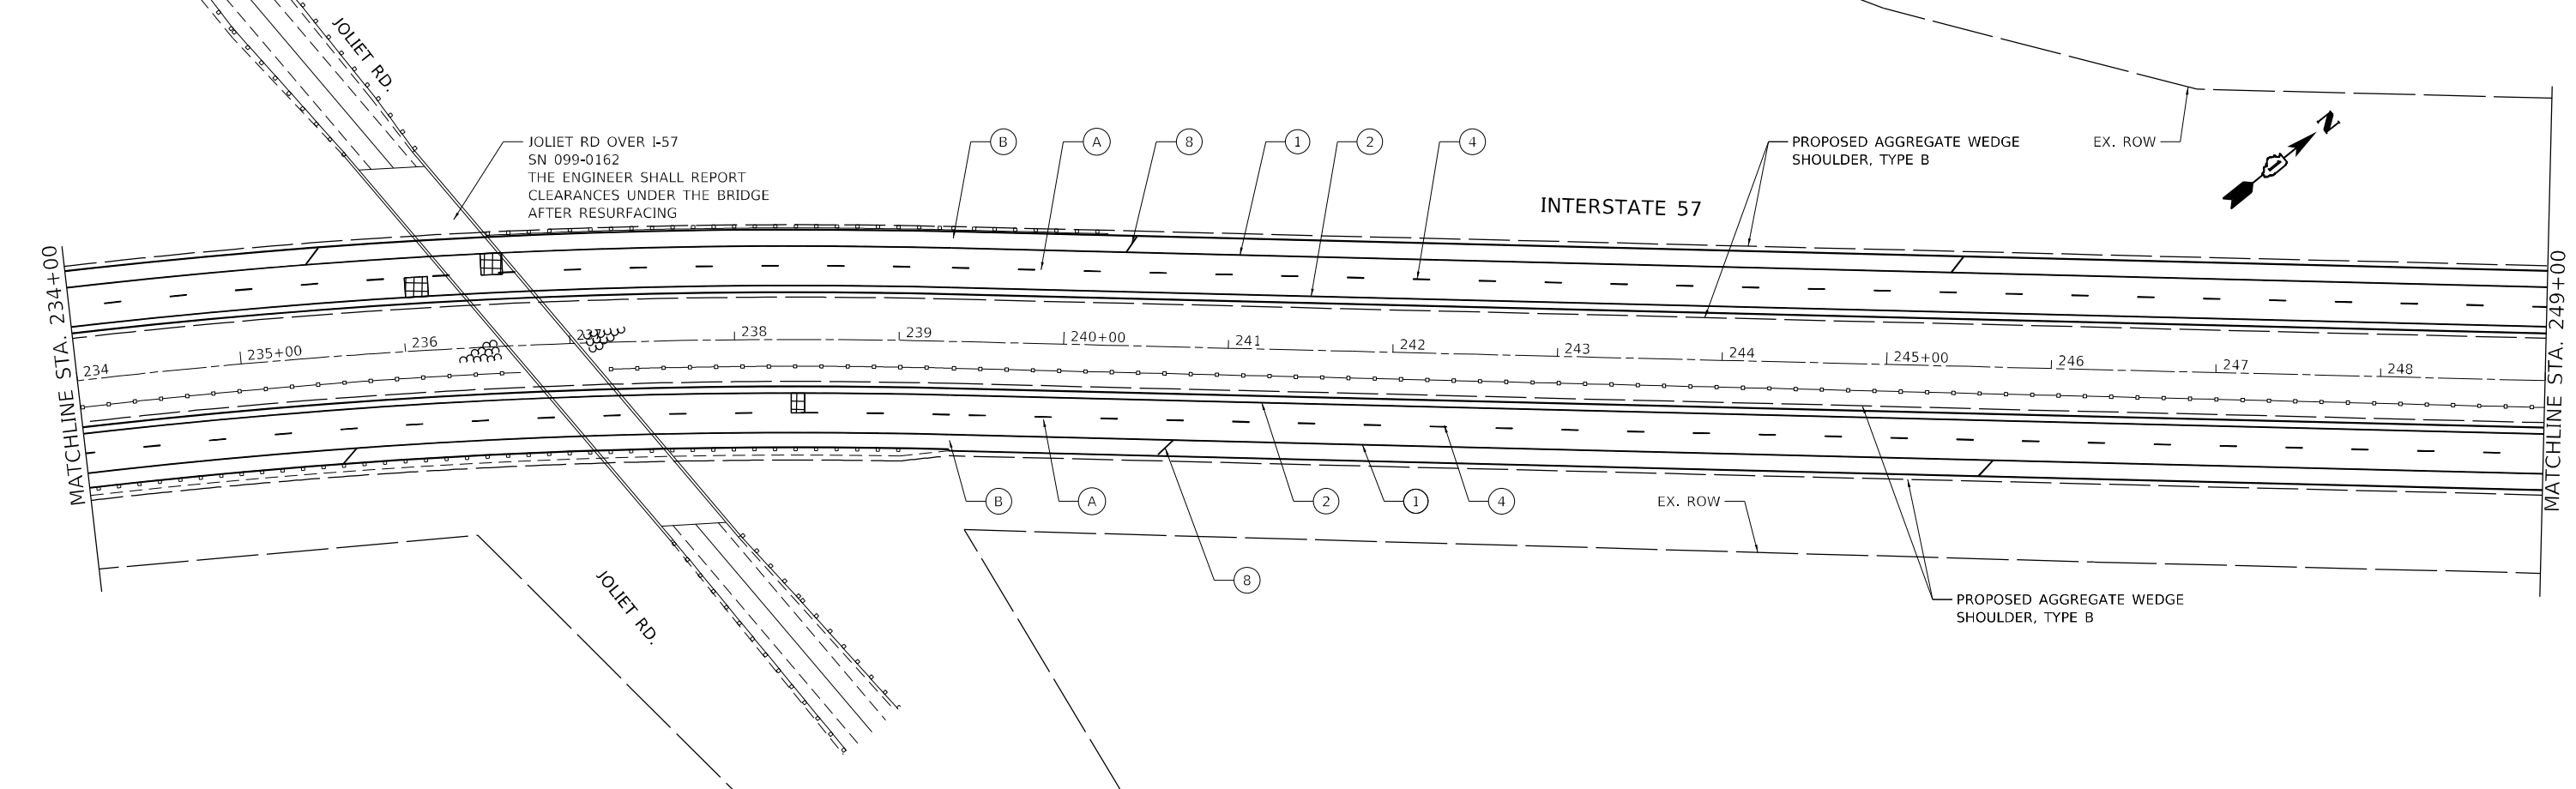 JOLIET RD.
JOLIET RD OVER I-57
SN 099-0162
THE ENGINEER SHALL REPORT
CLEARANCES UNDER THE BRIDGE
AFTER RESURFACING
B
A
8
1
2
4
PROPOSED AGGREGATE WEDGE
SHOULDER, TYPE B
EX. ROW
N
INTERSTATE 57
MATCHLINE STA. 234+00
MATCHLINE STA. 249+00
234
235+00
236
237
238
239
240+00
241
242
243
244
245+00
246
247
248
B
A
2
1
4
EX. ROW
8
JOLIET RD.
PROPOSED AGGREGATE WEDGE
SHOULDER, TYPE B